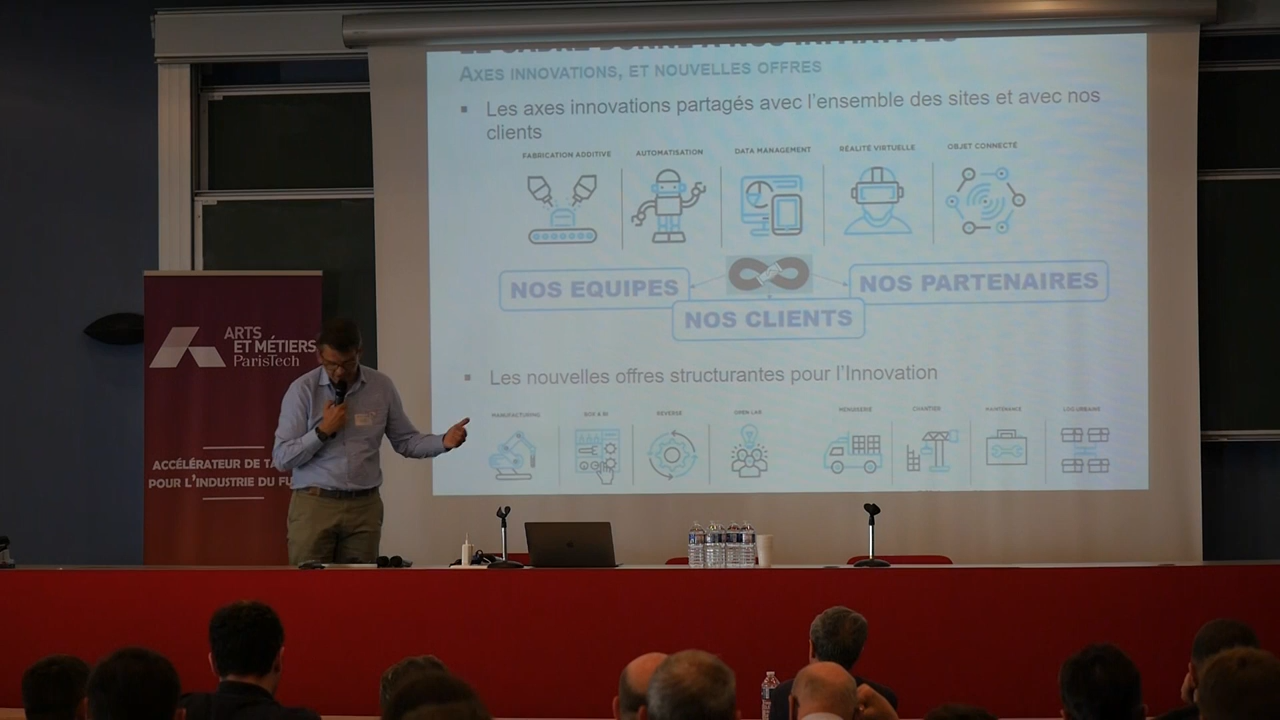 AXES INNOVATIONS, ET NOUVELLES OFFRES
▪ Les axes innovations partagés avec l'ensemble des sites et avec nos
clients
FABRICATION ADDITIVE
AUTOMATISATION
DATA MANAGEMENT
RÉALITÉ VIRTUELLE
OBJET CONNECTÉ
NOS EQUIPES
NOS PARTENAIRES
NOS CLIENTS
▪ Les nouvelles offres structurantes pour l'Innovation
MANUFACTURING
REVERSE
OPEN LAB
MENUISERIE
CHANTIER
MAINTENANCE
LOG URBAINE
ARTS
ET MÉTIERS
ParisTech
ACCÉLÉRATEUR DE
POUR L'INDUSTRIE DU